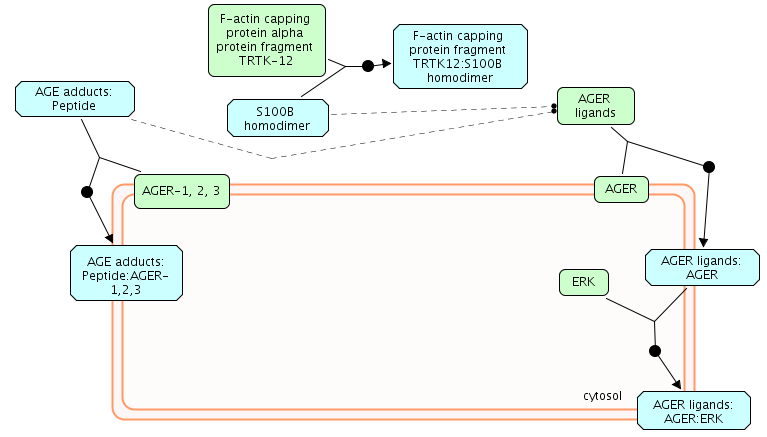 F-actin capping
protein alpha
protein fragment
TRTK-12
F-actin capping
protein fragment
TRTK12:S100B
homodimer
AGE adducts:
Peptide
S100B
homodimer
AGER
ligands
AGER-1, 2, 3
AGER
AGE adducts:
Peptide:AGER-
1,2,3
AGER ligands:
AGER
ERK
cytosol
AGER ligands:
AGER:ERK